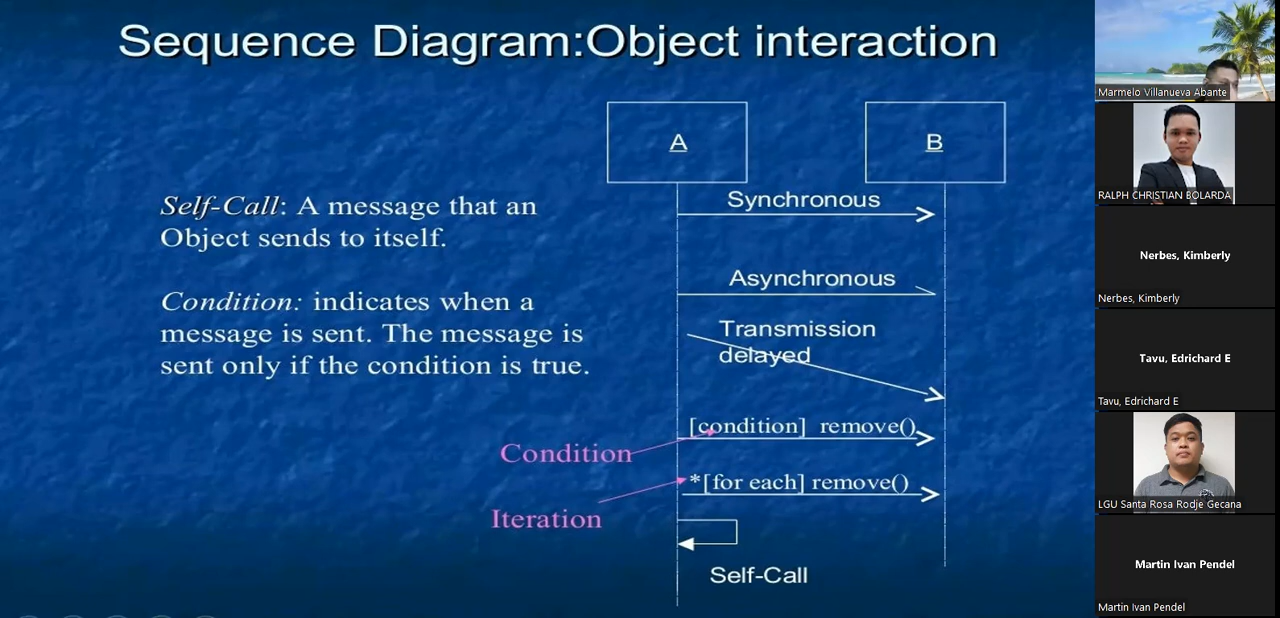 Sequence Diagram:Object interaction
A
B
Self-Call: A message that an
Object sends to itself.
Condition: indicates when a
message is sent. The message is
sent only if the condition is true.
Synchronous
Asynchronous
Transmission
delayed
[condition] remove()
Condition
*[for each] remove()
Iteration
Self-Call
Marmelo Villanueva Abante
RALPH CHRISTIAN BOLARDA
Nerbes, Kimberly
Nerbes, Kimberly
Tavu, Edrichard E
Tavu, Edrichard E
LGU Santa Rosa Rodje Gecana
Martin Ivan Pendel
Martin Ivan Pendel